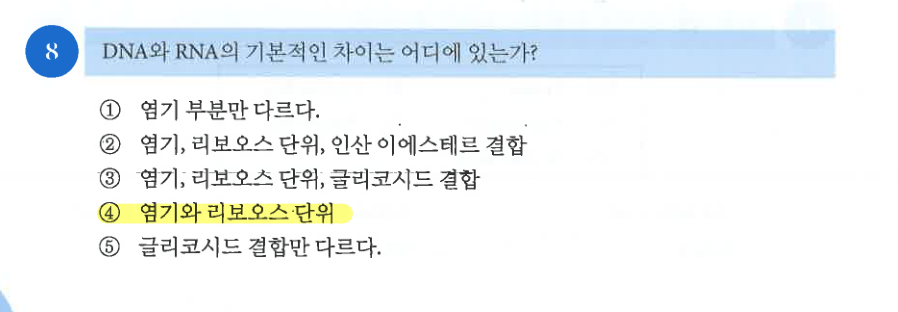 8 DNA와 RNA의 기본적인 차이는 어디에 있는가?
① 염기 부분만 다르다.
② 염기, 리보오스 단위, 인산 이에스테르 결합
③ 염기, 리보오스 단위, 글리코시드 결합
④ 염기와 리보오스 단위
⑤ 글리코시드 결합만 다르다.